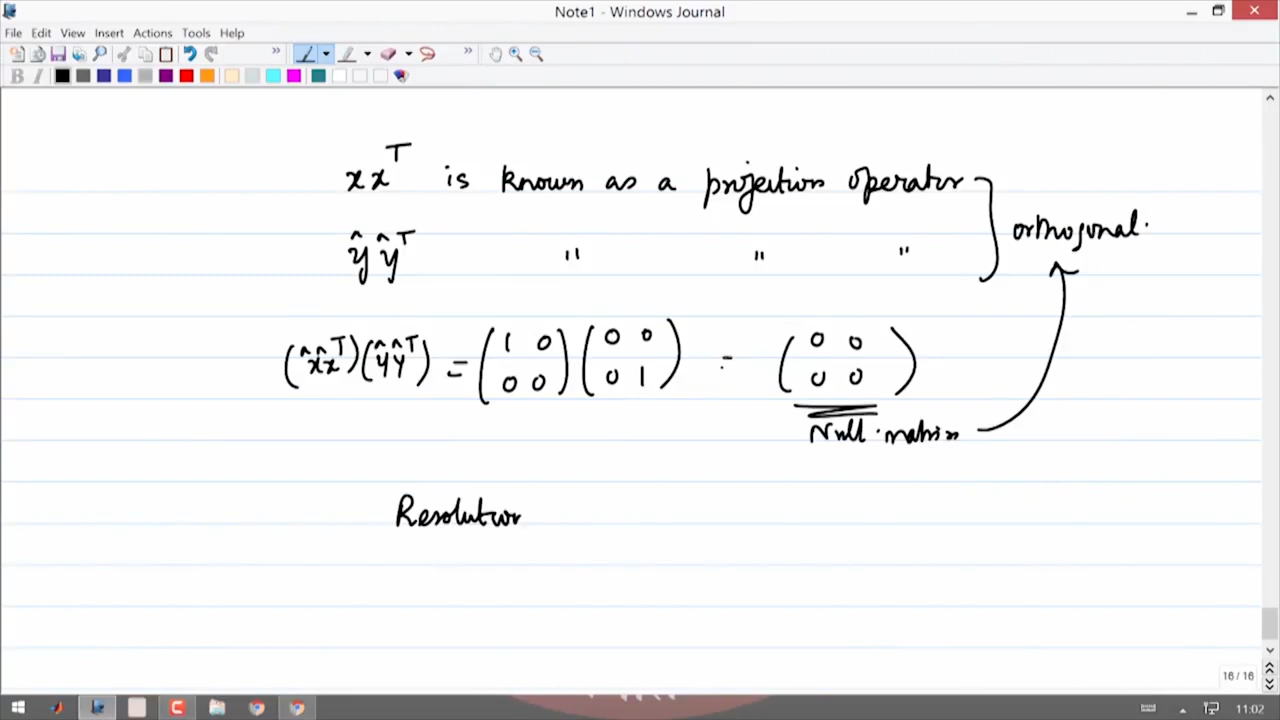 Note1 - Windows Journal
File Edit View Insert Actions Tools Help
xx^T is known as a projection operator
ŷŷ^T " " "
orthogonal.
(x̂x̂^T)(ŷŷ^T) = (1 0 0 0) (0 0 0 1) = (0 0 0 0)
Null matrix
Resolution
16 / 16
11:02